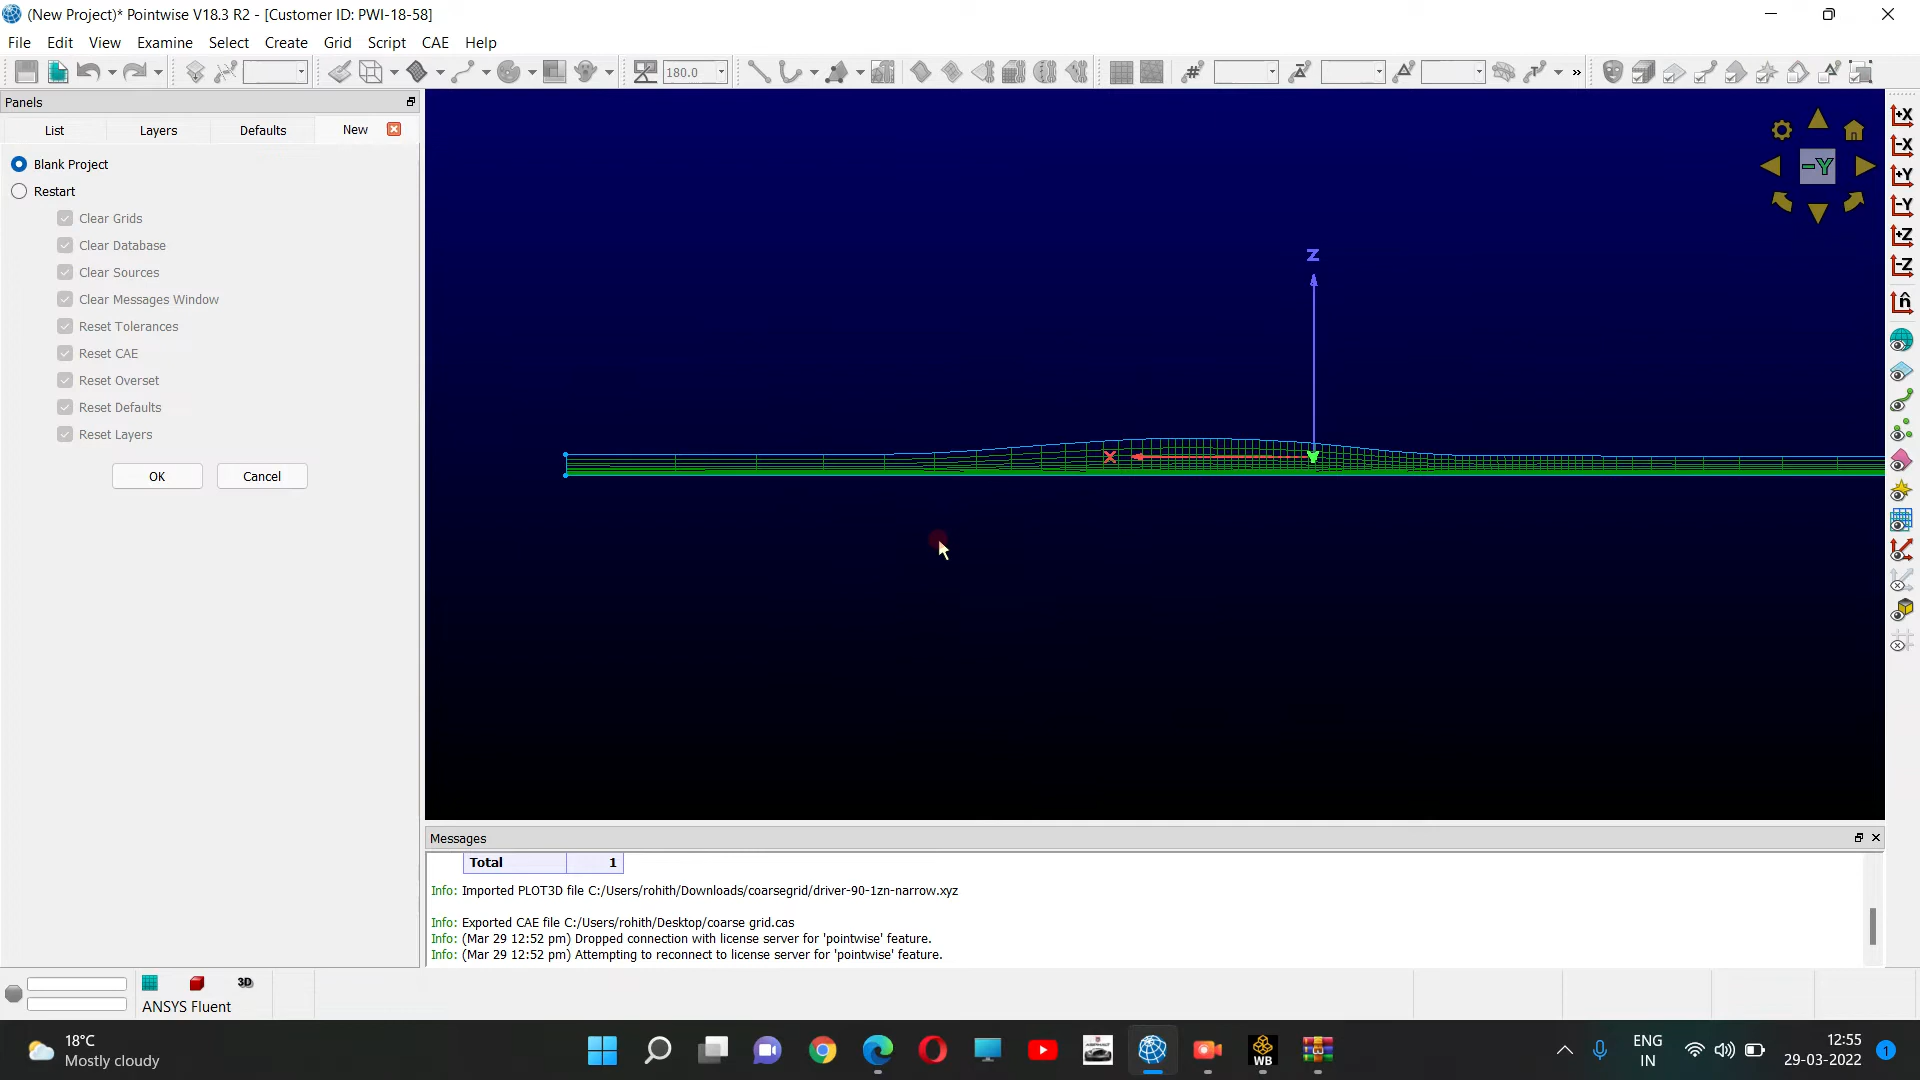 (New Project)* Pointwise V18.3 R2 - [Customer ID: PWI-18-58]
File Edit View Examine Select Create Grid Script CAE Help
180.0
Panels
List Layers Defaults New
Blank Project
Restart
Clear Grids
Clear Database
Clear Sources
Clear Messages Window
Reset Tolerances
Reset CAE
Reset Overset
Reset Defaults
Reset Layers
OK Cancel
-Y
Z
X
Y
+X
-X
+Y
-Y
+Z
-Z
n̂
Messages
Total 1
Info: Imported PLOT3D file C:/Users/rohith/Downloads/coarsegrid/driver-90-1zn-narrow.xyz
Info: Exported CAE file C:/Users/rohith/Desktop/coarse grid.cas
Info: (Mar 29 12:52 pm) Dropped connection with license server for 'pointwise' feature.
Info: (Mar 29 12:52 pm) Attempting to reconnect to license server for 'pointwise' feature.
3D
ANSYS Fluent
18°C
Mostly cloudy
WB
ENG
IN
12:55
29-03-2022
1